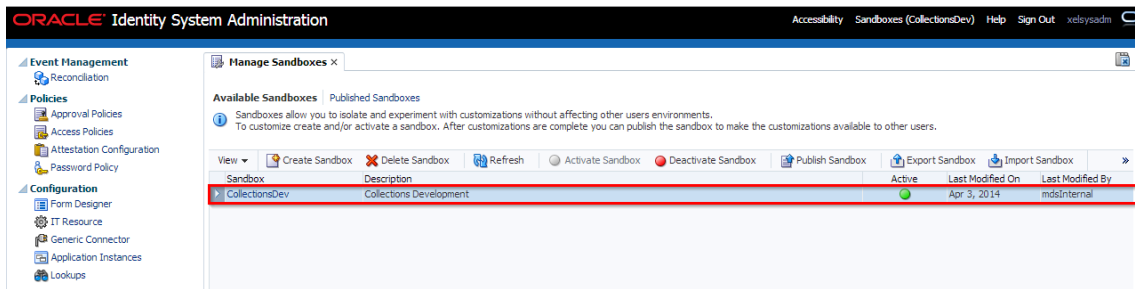 ORACLE Identity System Administration
Accessibility Sandboxes (CollectionsDev) Help Sign Out xelsysadm
Event Management
Reconciliation
Policies
Approval Policies
Access Policies
Attestation Configuration
Password Policy
Configuration
Form Designer
IT Resource
Generic Connector
Application Instances
Lookups
Manage Sandboxes ×
Available Sandboxes | Published Sandboxes
Sandboxes allow you to isolate and experiment with customizations without affecting other users environments.
To customize create and/or activate a sandbox. After customizations are complete you can publish the sandbox to make the customizations available to other users.
View Create Sandbox Delete Sandbox Refresh Activate Sandbox Deactivate Sandbox Publish Sandbox Export Sandbox Import Sandbox »
Sandbox Description Active Last Modified On Last Modified By
CollectionsDev Collections Development Apr 3, 2014 mdsInternal